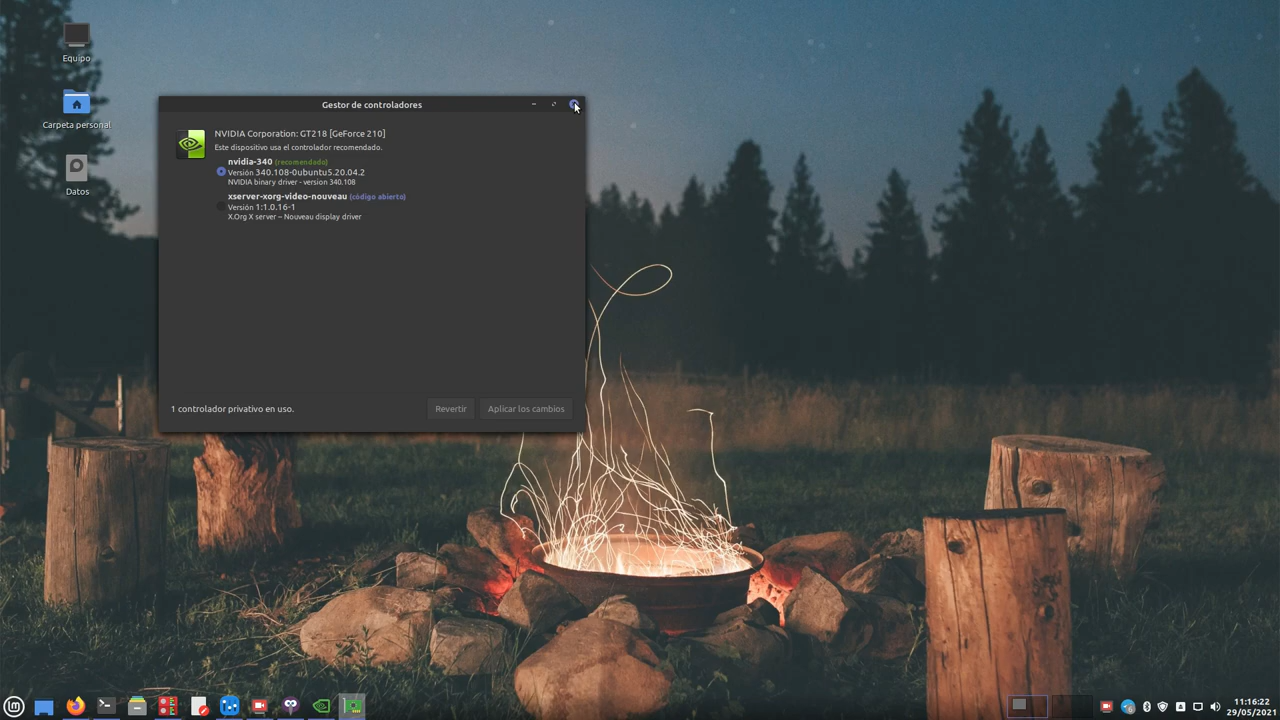 Equipo
Carpeta personal
Datos
Gestor de controladores
NVIDIA Corporation: GT218 [GeForce 210]
Este dispositivo usa el controlador recomendado.
nvidia-340 (recomendado)
Versión 340.108-0ubuntu5.20.04.2
NVIDIA binary driver - version 340.108
xserver-xorg-video-nouveau (código abierto)
Versión 1:1.0.16-1
X.Org X server – Nouveau display driver
1 controlador privativo en uso.
Revertir
Aplicar los cambios
11:16:22
29/05/2021